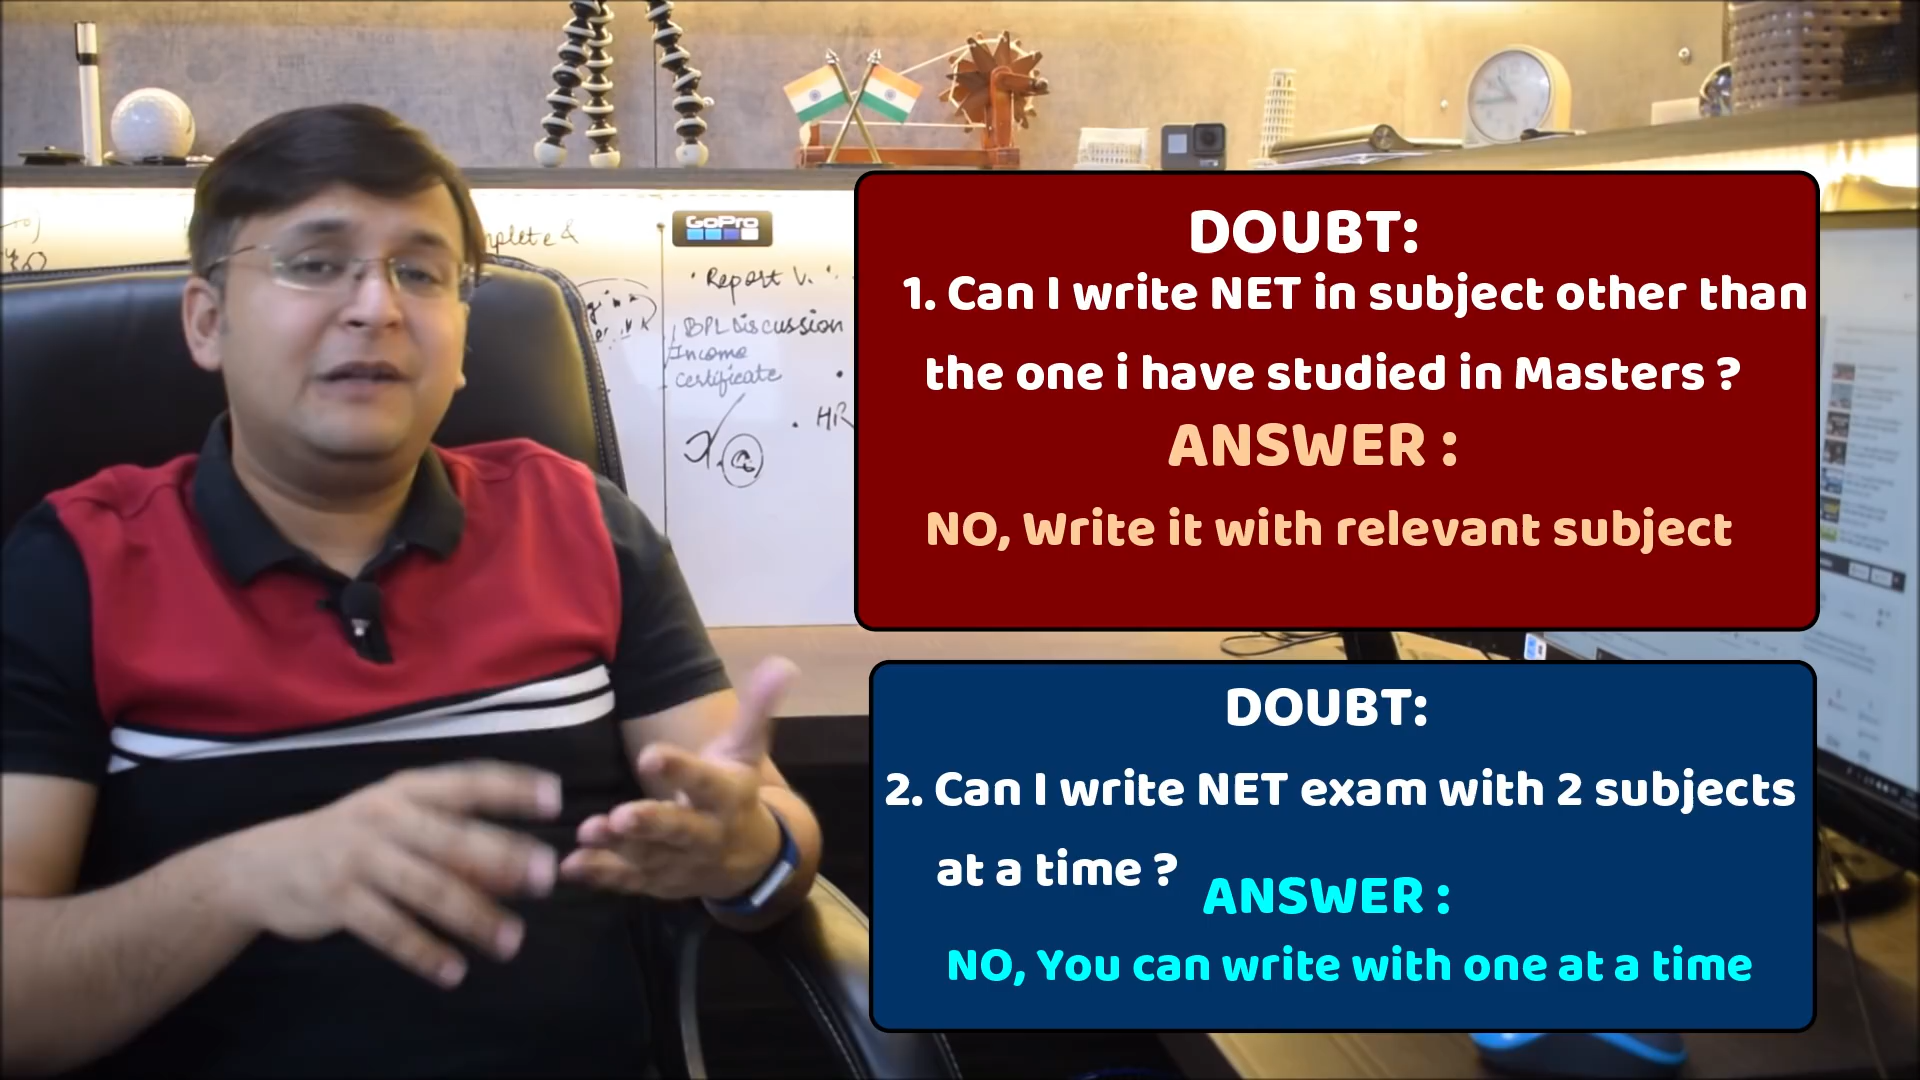 GoPro
Report V.
BPL Discussion
Income
certificate
HR
DOUBT:
1. Can I write NET in subject other than
the one i have studied in Masters ?
ANSWER :
NO, Write it with relevant subject
DOUBT:
2. Can I write NET exam with 2 subjects
at a time ?
ANSWER :
NO, You can write with one at a time